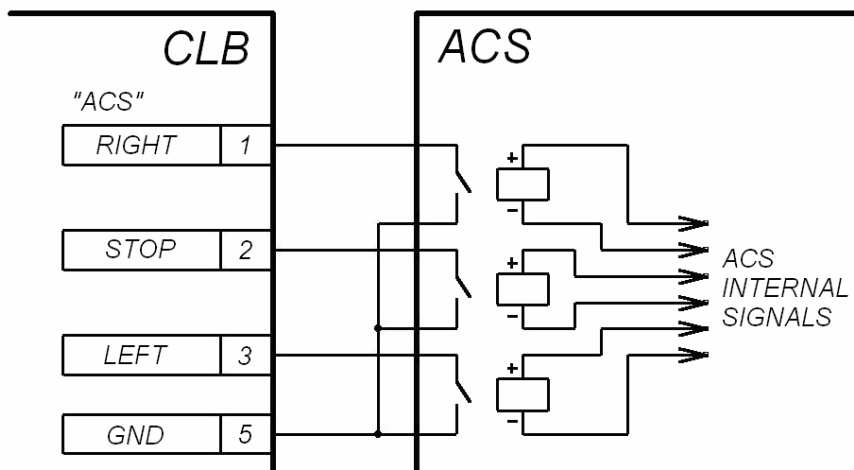 CLB
ACS
"ACS"
RIGHT 1
STOP 2
LEFT 3
GND 5
+
−
+
−
+
−
ACS
INTERNAL
SIGNALS